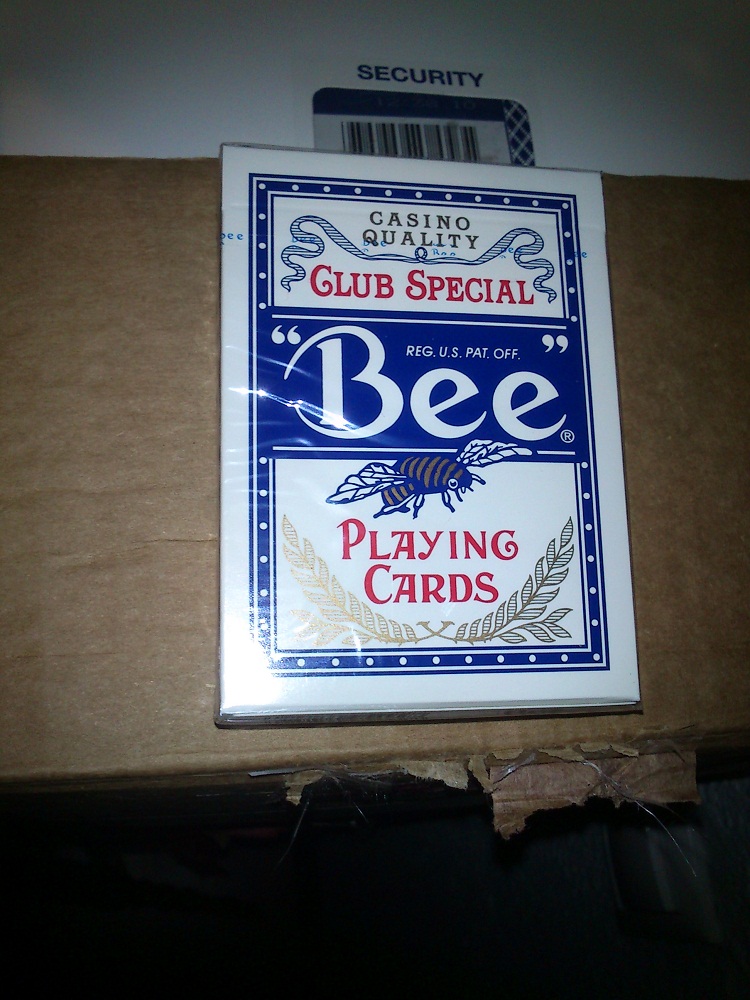 SECURITY
CASINO
QUALITY
CLUB SPECIAL
REG. U.S. PAT. OFF.
“Bee”®
PLAYING
CARDS